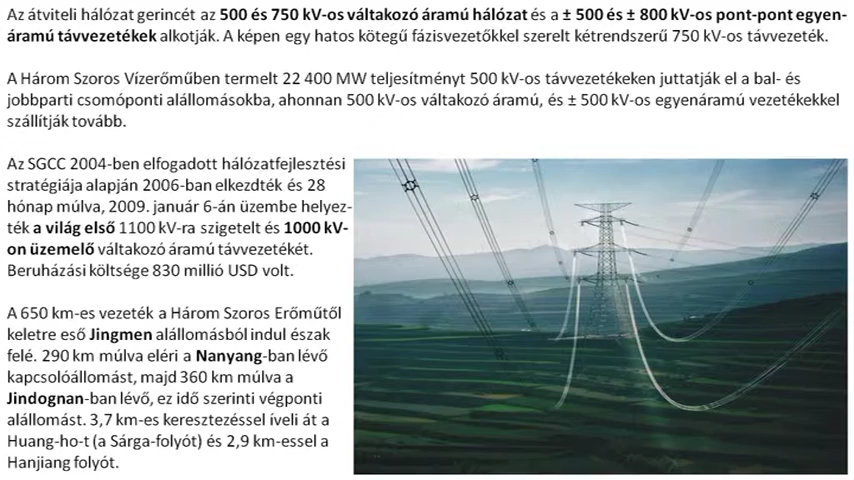 Az átviteli hálózat gerincét az 500 és 750 kV-os váltakozó áramú hálózat és a ± 500 és ± 800 kV-os pont-pont egyen-
áramú távvezetékek alkotják. A képen egy hatos kötegű fázisvezetőkkel szerelt kétrendszerű 750 kV-os távvezeték.
A Három Szoros Vízerőműben termelt 22 400 MW teljesítményt 500 kV-os távvezetékeken juttatják el a bal- és
jobbparti csomóponti alállomásokba, ahonnan 500 kV-os váltakozó áramú, és ± 500 kV-os egyenáramú vezetékekkel
szállítják tovább.
Az SGCC 2004-ben elfogadott hálózatfejlesztési
stratégiája alapján 2006-ban elkezdték és 28
hónap múlva, 2009. január 6-án üzembe helyez-
ték a világ első 1100 kV-ra szigetelt és 1000 kV-
on üzemelő váltakozó áramú távvezetékét.
Beruházási költsége 830 millió USD volt.
A 650 km-es vezeték a Három Szoros Erőműtől
keletre eső Jingmen alállomásból indul észak
felé. 290 km múlva eléri a Nanyang-ban lévő
kapcsolóállomást, majd 360 km múlva a
Jindognan-ban lévő, ez idő szerinti végponti
alállomást. 3,7 km-es keresztezéssel íveli át a
Huang-ho-t (a Sárga-folyót) és 2,9 km-essel a
Hanjiang folyót.